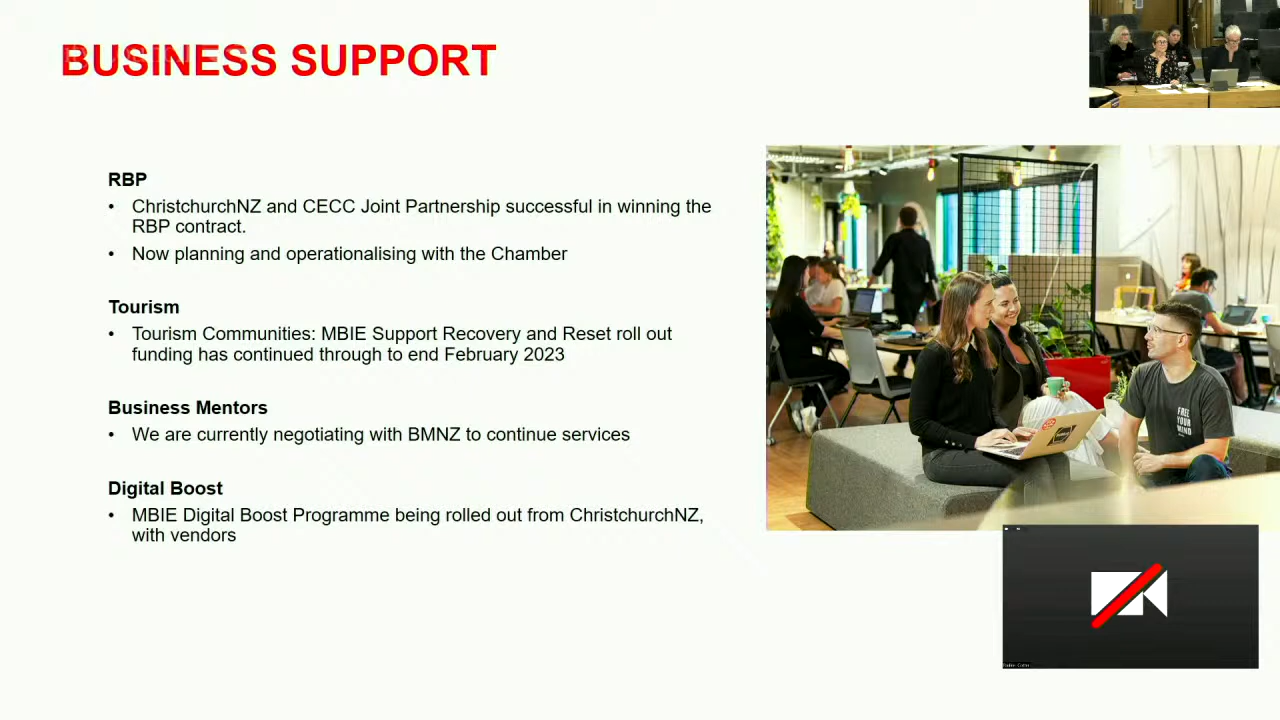 BUSINESS SUPPORT
RBP
• ChristchurchNZ and CECC Joint Partnership successful in winning the
RBP contract.
• Now planning and operationalising with the Chamber
Tourism
• Tourism Communities: MBIE Support Recovery and Reset roll out
funding has continued through to end February 2023
Business Mentors
• We are currently negotiating with BMNZ to continue services
Digital Boost
• MBIE Digital Boost Programme being rolled out from ChristchurchNZ,
with vendors
FREE
YOUR
MIND